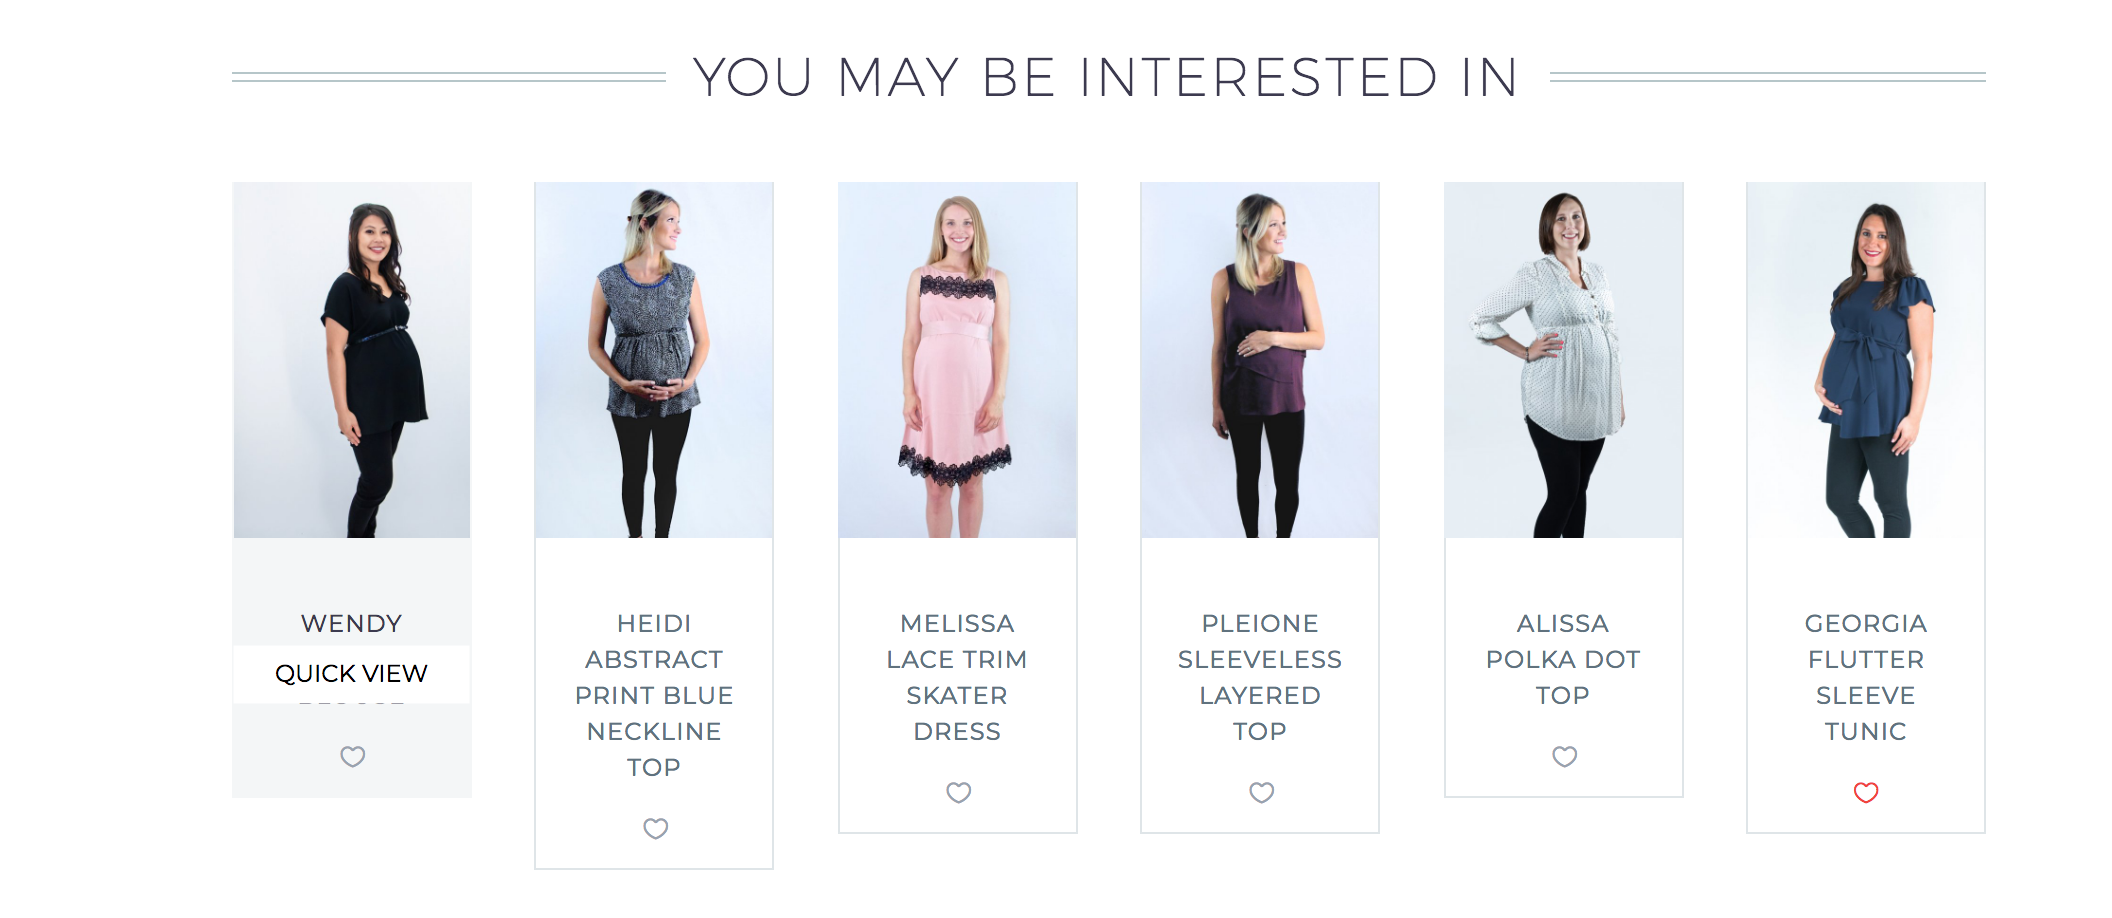 YOU MAY BE INTERESTED IN
WENDY
QUICK VIEW
HEIDI
ABSTRACT
PRINT BLUE
NECKLINE
TOP
MELISSA
LACE TRIM
SKATER
DRESS
PLEIONE
SLEEVELESS
LAYERED
TOP
ALISSA
POLKA DOT
TOP
GEORGIA
FLUTTER
SLEEVE
TUNIC